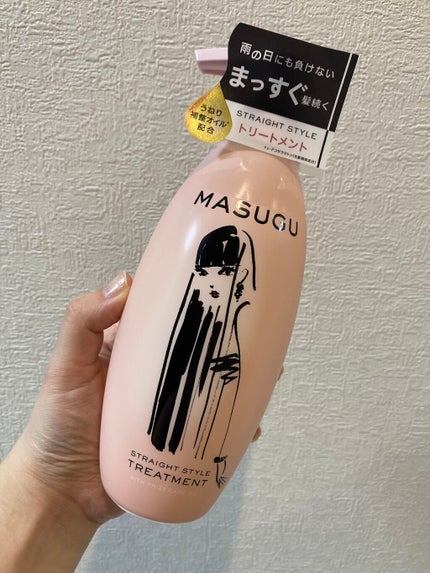 雨の日にも負けない
まっすぐ髪続く
うねり
補整オイル*
配合
STRAIGHT STYLE
トリートメント
MASUGU
STRAIGHT STYLE
TREATMENT